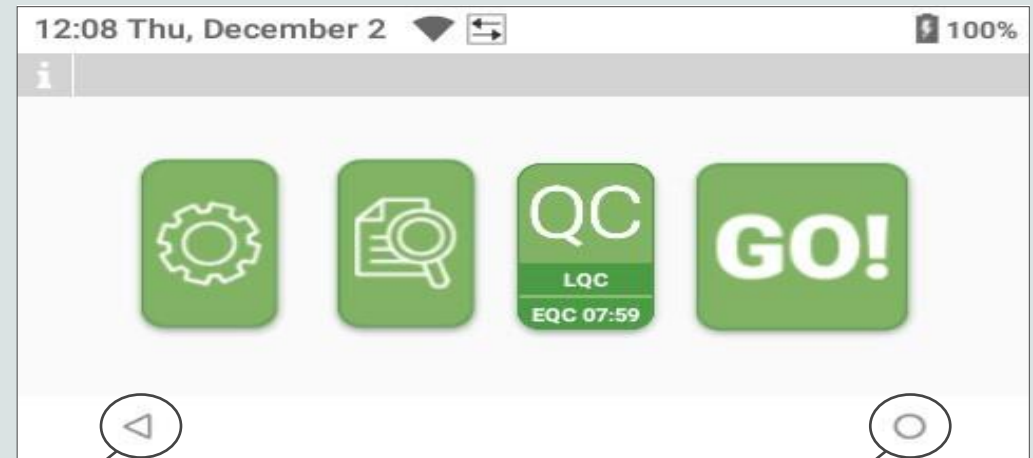 12:08 Thu, December 2 100%
i
QC
LQC
EQC 07:59
GO!